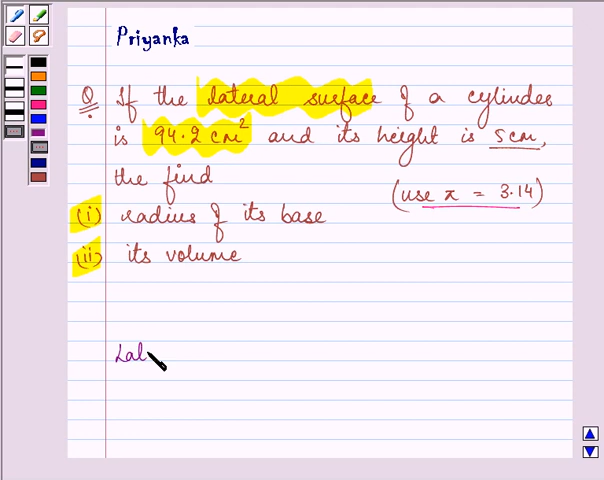 Priyanka
Q If the lateral surface of a cylinder
is 94.2 cm² and its height is 5cm,
the find
(use π = 3.14)
(i) radius of its base
(ii) its volume
Lal